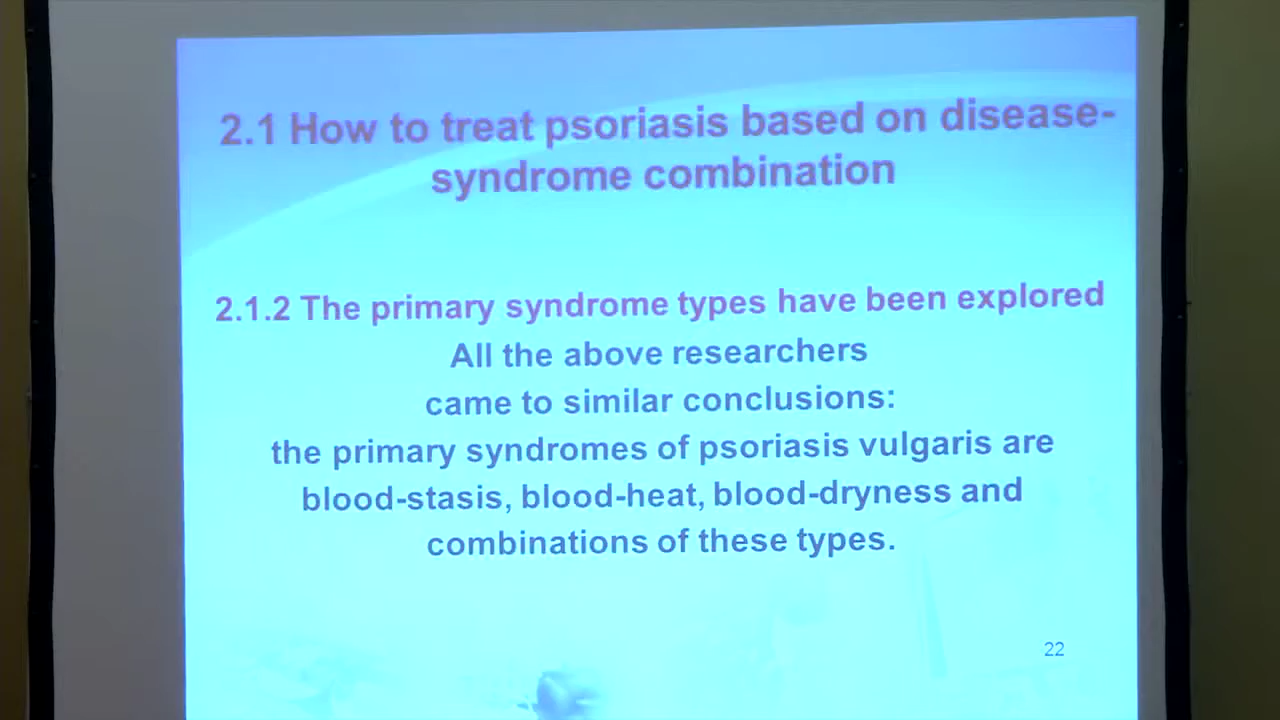 2.1 How to treat psoriasis based on disease-
syndrome combination
2.1.2 The primary syndrome types have been explored
All the above researchers
came to similar conclusions:
the primary syndromes of psoriasis vulgaris are
blood-stasis, blood-heat, blood-dryness and
combinations of these types.
22